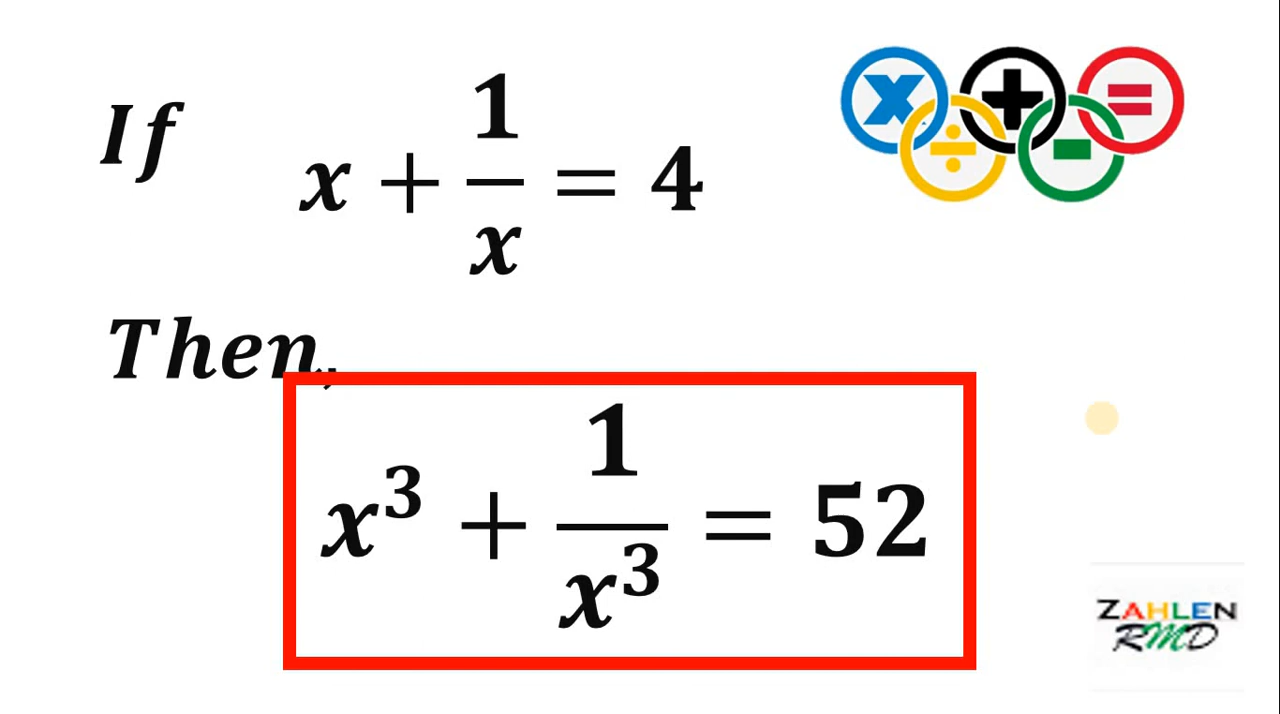 If x + 1/x = 4
Then,
x³ + 1/x³ = 52
ZAHLEN
RMD